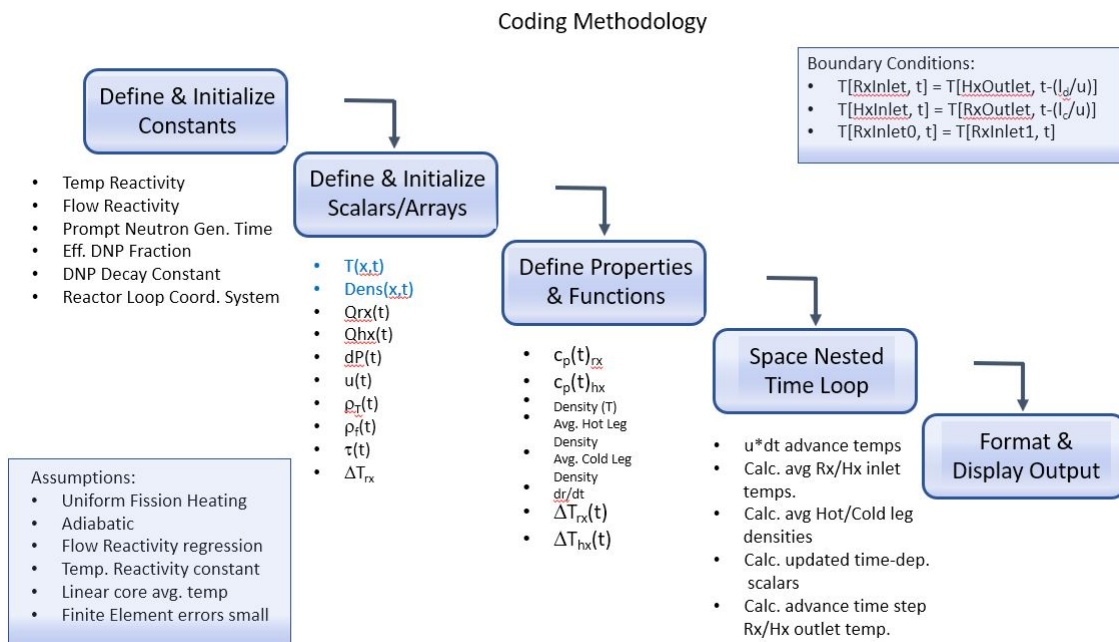 Coding Methodology
Define & Initialize
Constants
• Temp Reactivity
• Flow Reactivity
• Prompt Neutron Gen. Time
• Eff. DNP Fraction
• DNP Decay Constant
• Reactor Loop Coord. System
Define & Initialize
Scalars/Arrays
• T(x,t)
• Dens(x,t)
• Qrx(t)
• Qhx(t)
• dP(t)
• u(t)
• ρT(t)
• ρf(t)
• τ(t)
• ΔTrx
Define Properties
& Functions
• cp(t)rx
• cp(t)hx
• Density (T)
• Avg. Hot Leg
Density
• Avg. Cold Leg
Density
• dr/dt
• ΔTrx(t)
• ΔThx(t)
Space Nested
Time Loop
• u*dt advance temps
• Calc. avg Rx/Hx inlet
temps.
• Calc. avg Hot/Cold leg
densities
• Calc. updated time-dep.
scalars
• Calc. advance time step
Rx/Hx outlet temp.
Format &
Display Output
Boundary Conditions:
• T[RxInlet, t] = T[HxOutlet, t-(ld/u)]
• T[HxInlet, t] = T[RxOutlet, t-(lc/u)]
• T[RxInlet0, t] = T[RxInlet1, t]
Assumptions:
• Uniform Fission Heating
• Adiabatic
• Flow Reactivity regression
• Temp. Reactivity constant
• Linear core avg. temp
• Finite Element errors small